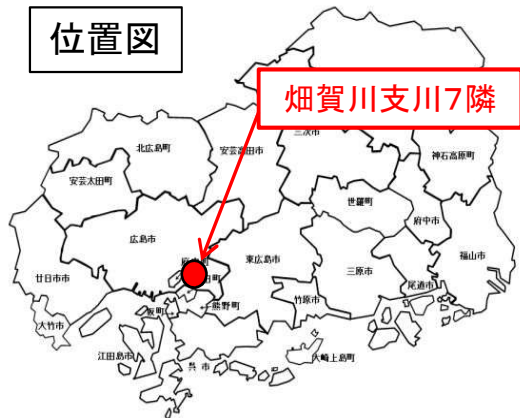 位置図
畑賀川支川7隣
三次市
北広島町
安芸高田市
神石高原町
安芸太田町
世羅町
府中市
広島市
東広島市
福山市
三原市
廿日市市
尾道市
竹原市
熊野町
坂町
大竹市
江田島市
大崎上島町
呉市